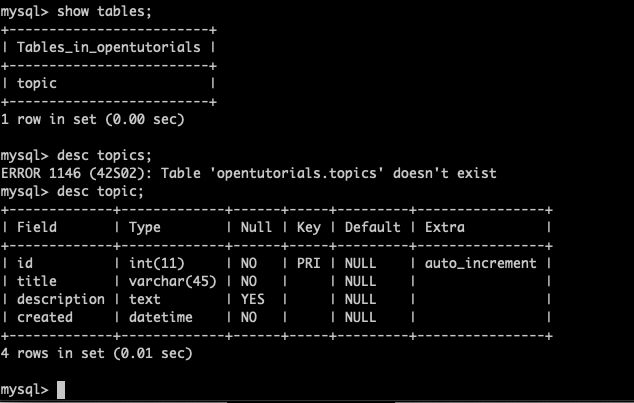 mysql> show tables;
+-------------------------+
| Tables_in_opentutorials |
+-------------------------+
| topic                   |
+-------------------------+
1 row in set (0.00 sec)
mysql> desc topics;
ERROR 1146 (42S02): Table 'opentutorials.topics' doesn't exist
mysql> desc topic;
+-------------+-------------+------+-----+---------+----------------+
| Field       | Type        | Null | Key | Default | Extra          |
+-------------+-------------+------+-----+---------+----------------+
| id          | int(11)     | NO   | PRI | NULL    | auto_increment |
| title       | varchar(45) | NO   |     | NULL    |                |
| description | text        | YES  |     | NULL    |                |
| created     | datetime    | NO   |     | NULL    |                |
+-------------+-------------+------+-----+---------+----------------+
4 rows in set (0.01 sec)
mysql>